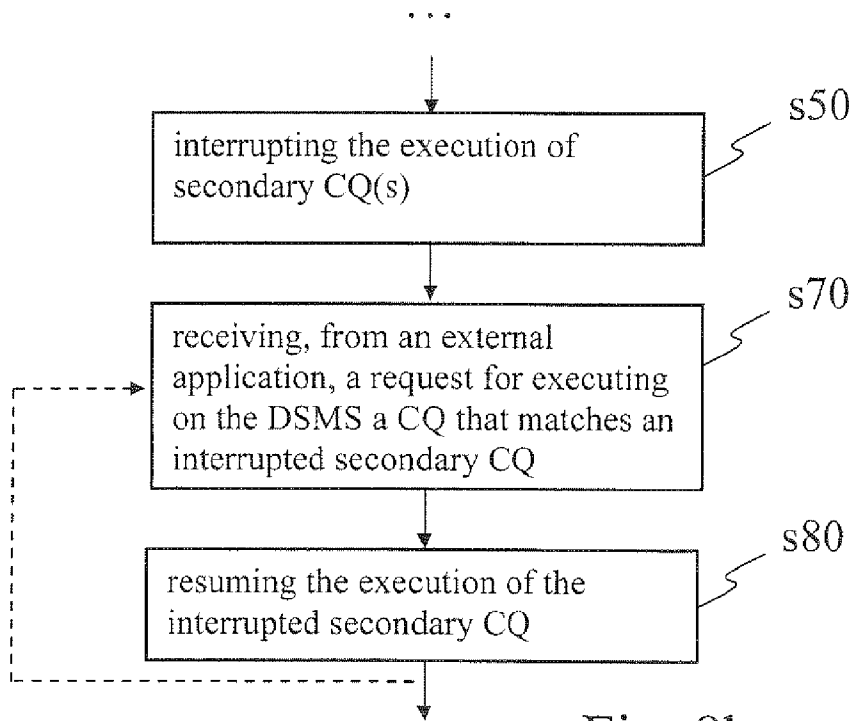 ...
s50
interrupting the execution of
secondary CQ(s)
s70
receiving, from an external
application, a request for executing
on the DSMS a CQ that matches an
interrupted secondary CQ
s80
resuming the execution of the
interrupted secondary CQ